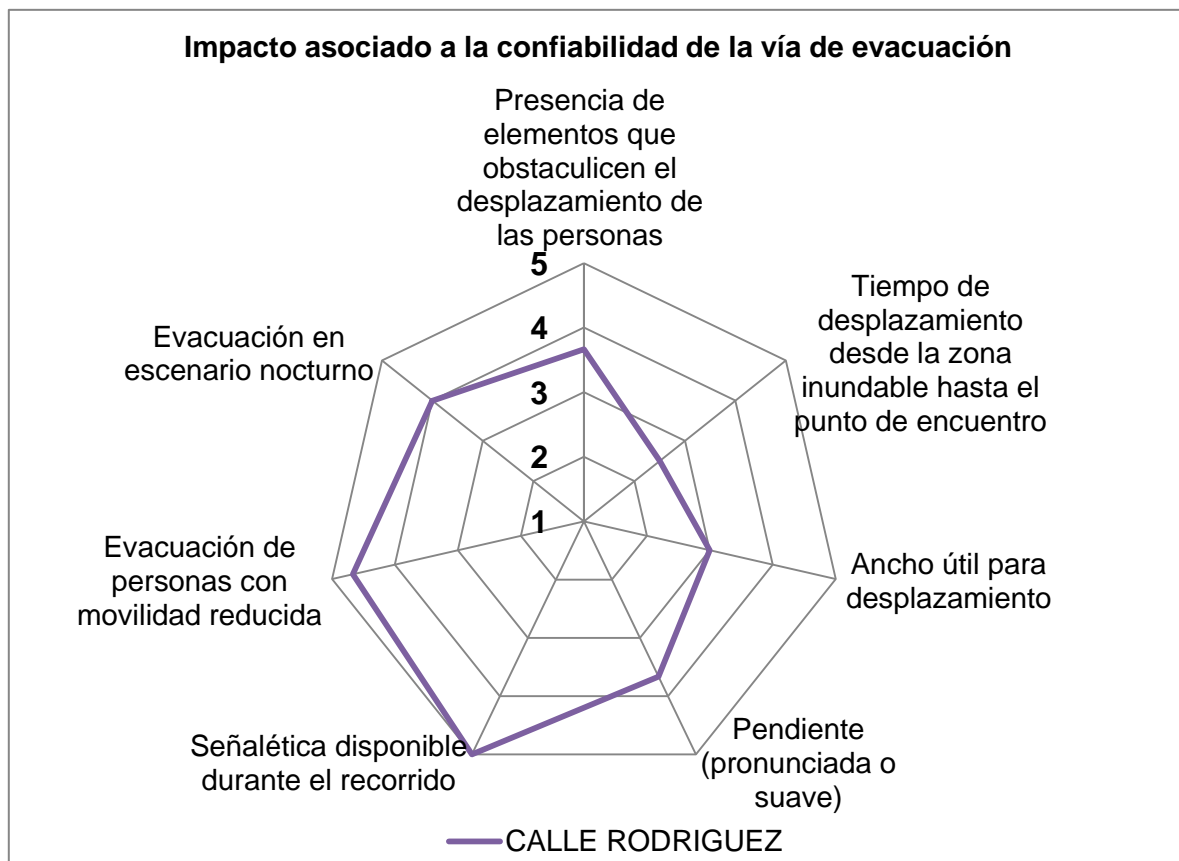 Impacto asociado a la confiabilidad de la vía de evacuación
Presencia de
elementos que
obstaculicen el
desplazamiento de
las personas
Tiempo de
desplazamiento
desde la zona
inundable hasta el
punto de encuentro
Ancho útil para
desplazamiento
Pendiente
(pronunciada o
suave)
Señalética disponible
durante el recorrido
Evacuación de
personas con
movilidad reducida
Evacuación en
escenario nocturno
5
4
3
2
1
CALLE RODRIGUEZ